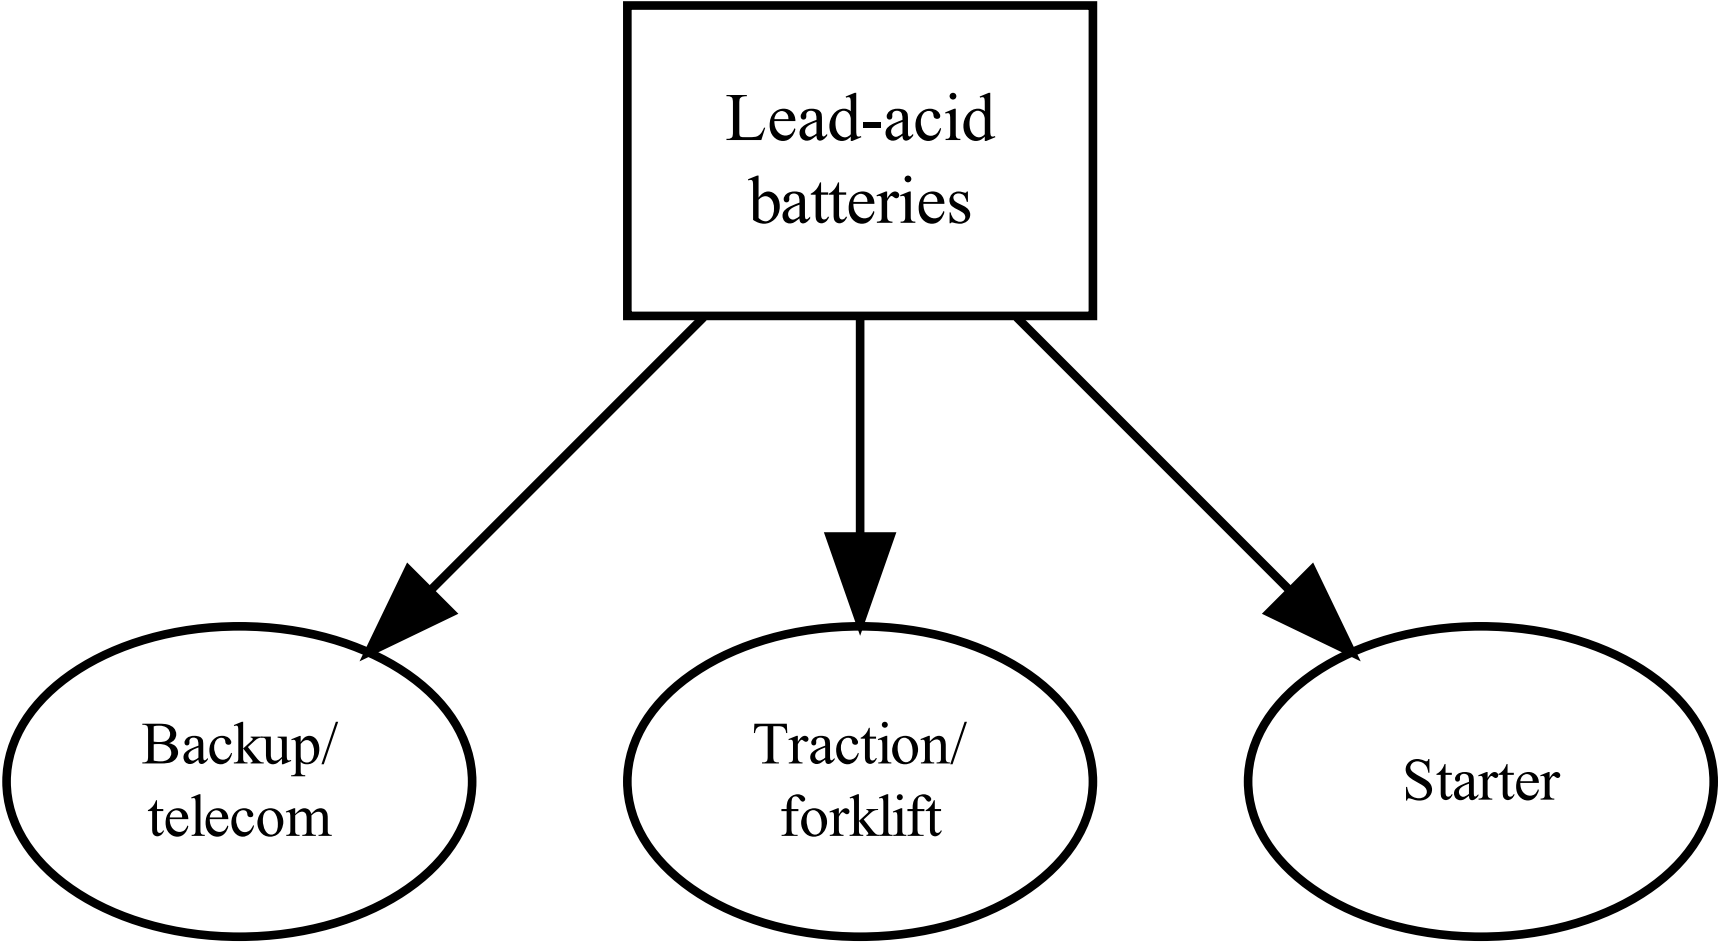 Lead-acid
batteries
Backup/
telecom
Traction/
forklift
Starter